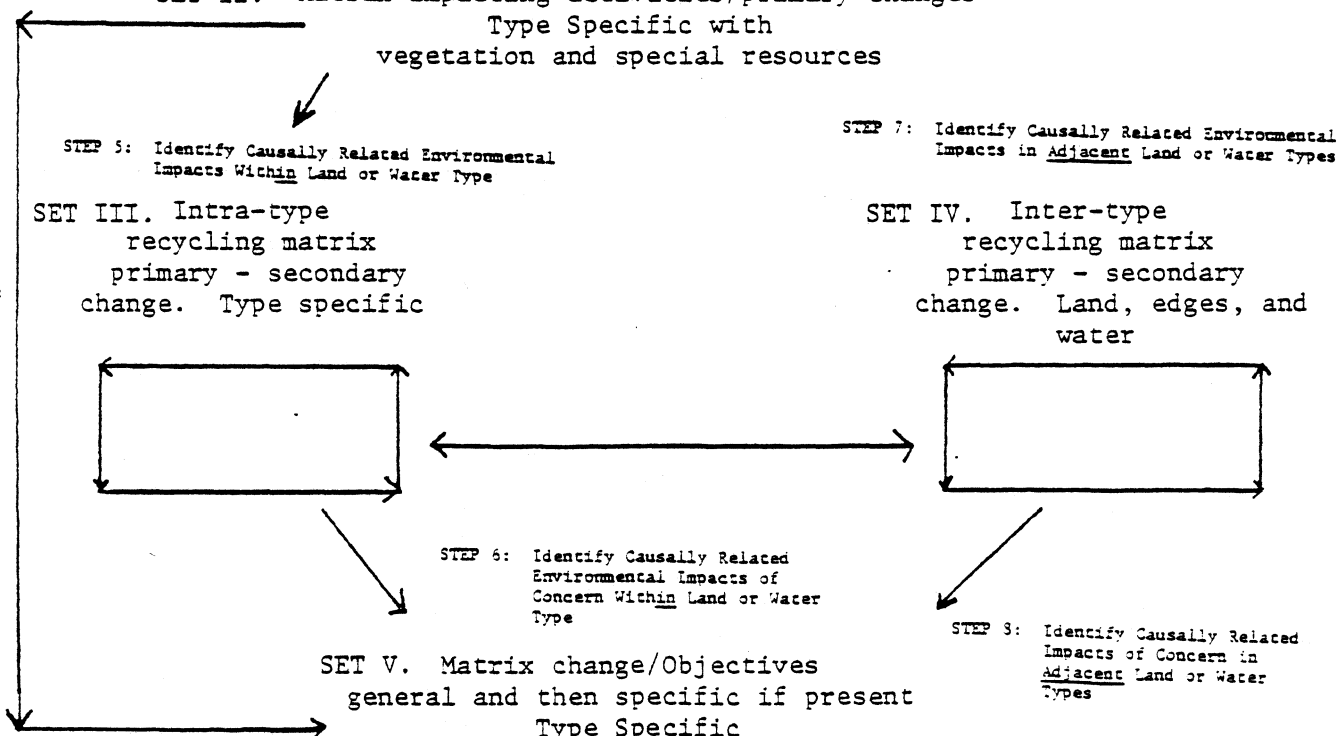 Type Specific with
vegetation and special resources
STEP 5: Identify Causally Related Environmental
Impacts Within Land or Water Type
STEP 7: Identify Causally Related Environmental
Impacts in Adjacent Land or Water Types
SET III. Intra-type
recycling matrix
primary - secondary
change. Type specific
SET IV. Inter-type
recycling matrix
primary - secondary
change. Land, edges, and
water
STEP 6: Identify Causally Related
Environmental Impacts of
Concern Within Land or Water
Type
STEP 8: Identify Causally Related
Impacts of Concern in
Adjacent Land or Water
Types
SET V. Matrix change/Objectives
general and then specific if present
Type Specific